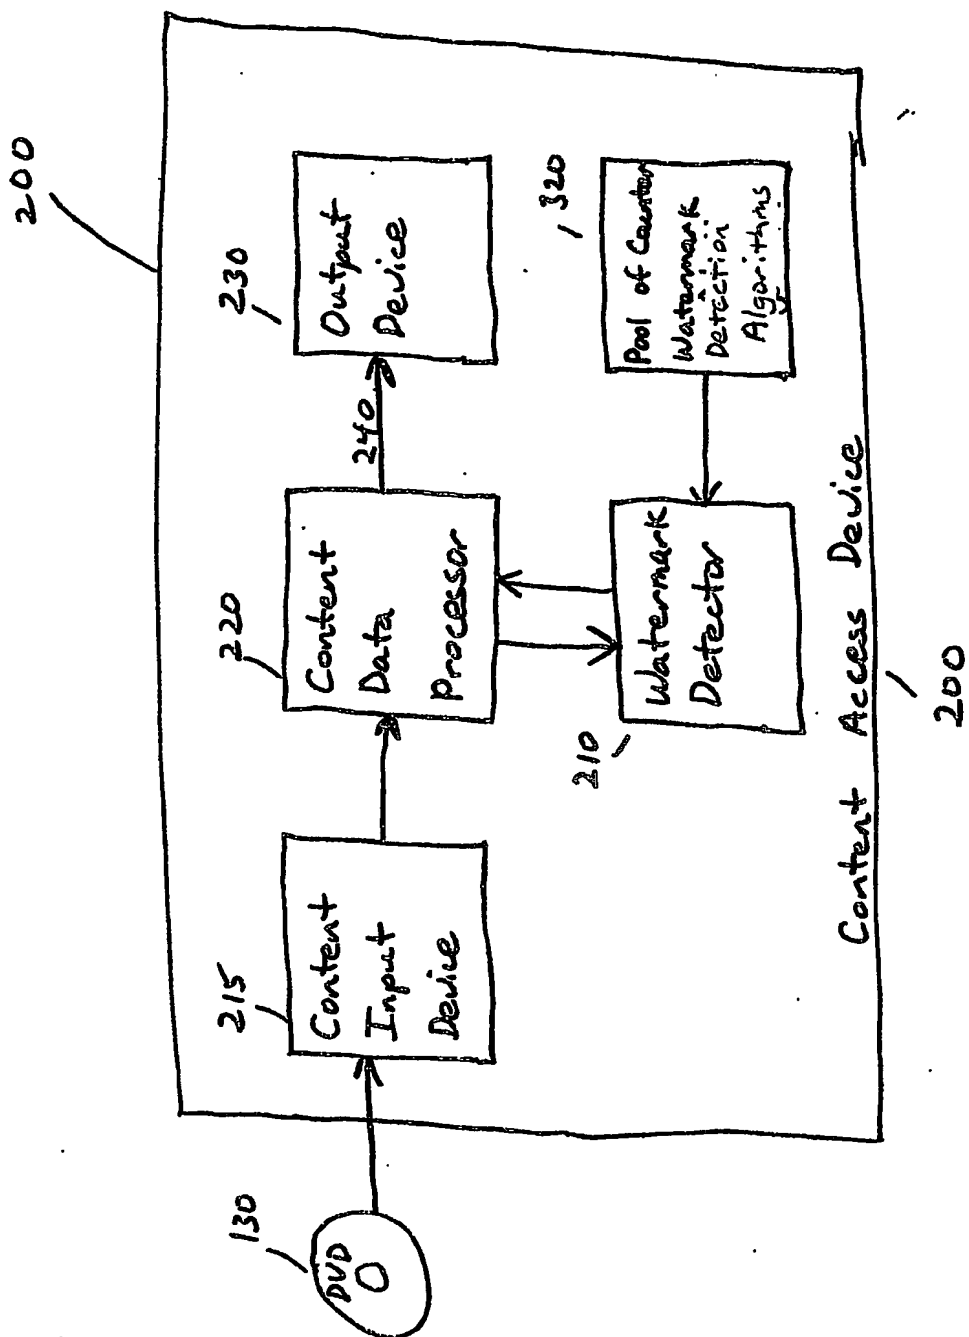 200
130
DVD
215
Content
Input
Device
220
Content
Data
Processor
240
230
Output
Device
210
Watermark
Detector
320
Pool of Counter
Watermark
Detection
Algorithms
Content Access Device
200